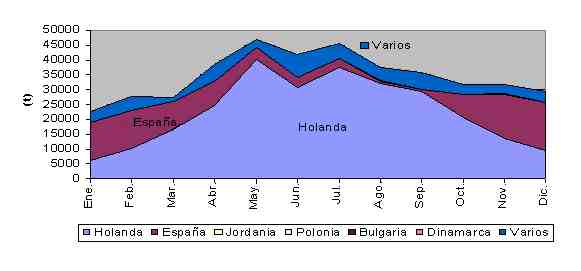 50000
45000
40000
35000
30000
25000
20000
15000
10000
5000
0
(t)
Varios
España
Holanda
Ene. Feb. Mar. Abr. May. Jun. Jul. Ago. Sep. Oct. Nov. Dic.
Holanda España Jordania Polonia Bulgaria Dinamarca Varios